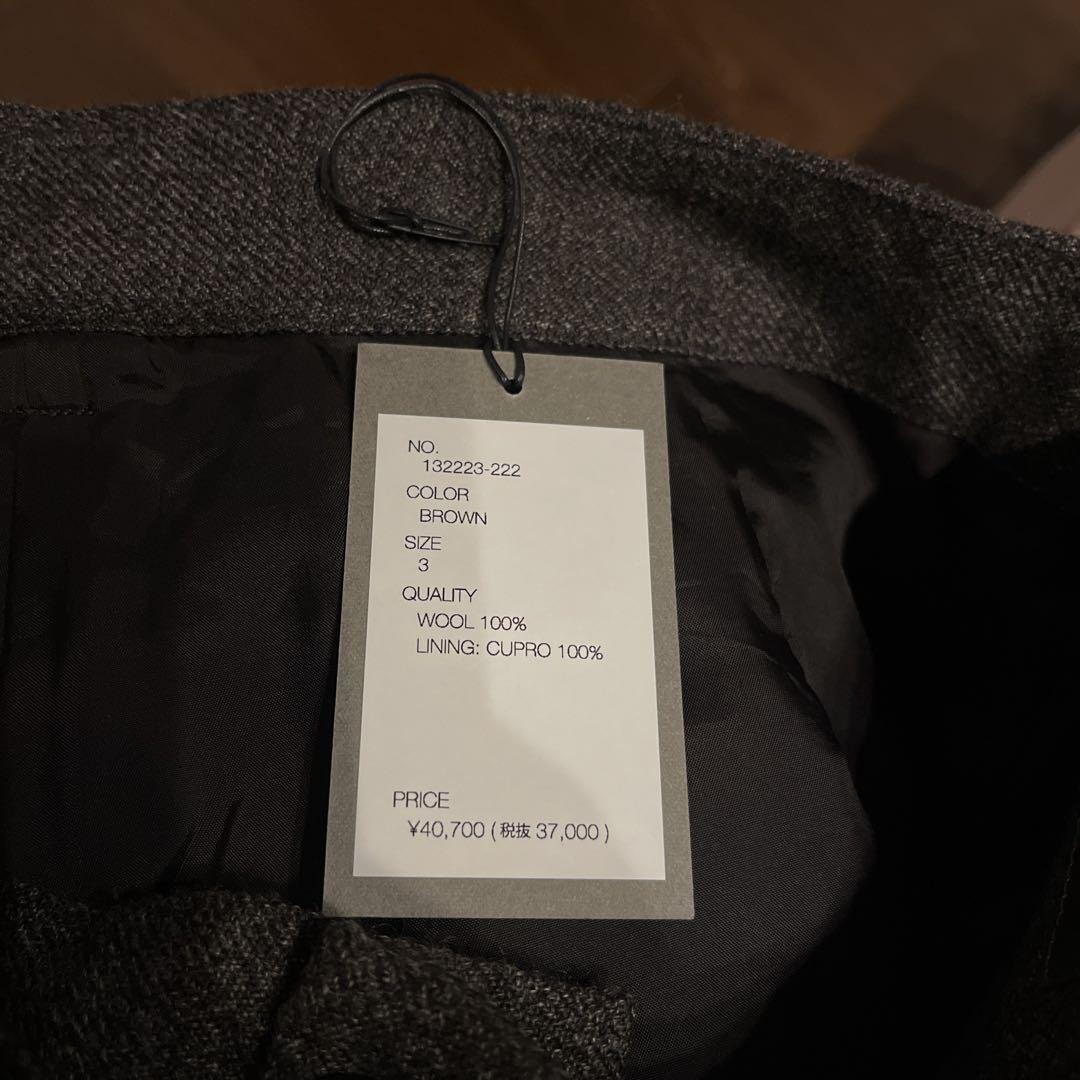 NO.
132223-222
COLOR
BROWN
SIZE
3
QUALITY
WOOL 100%
LINING: CUPRO 100%
PRICE
¥40,700 ( 税抜 37,000 )